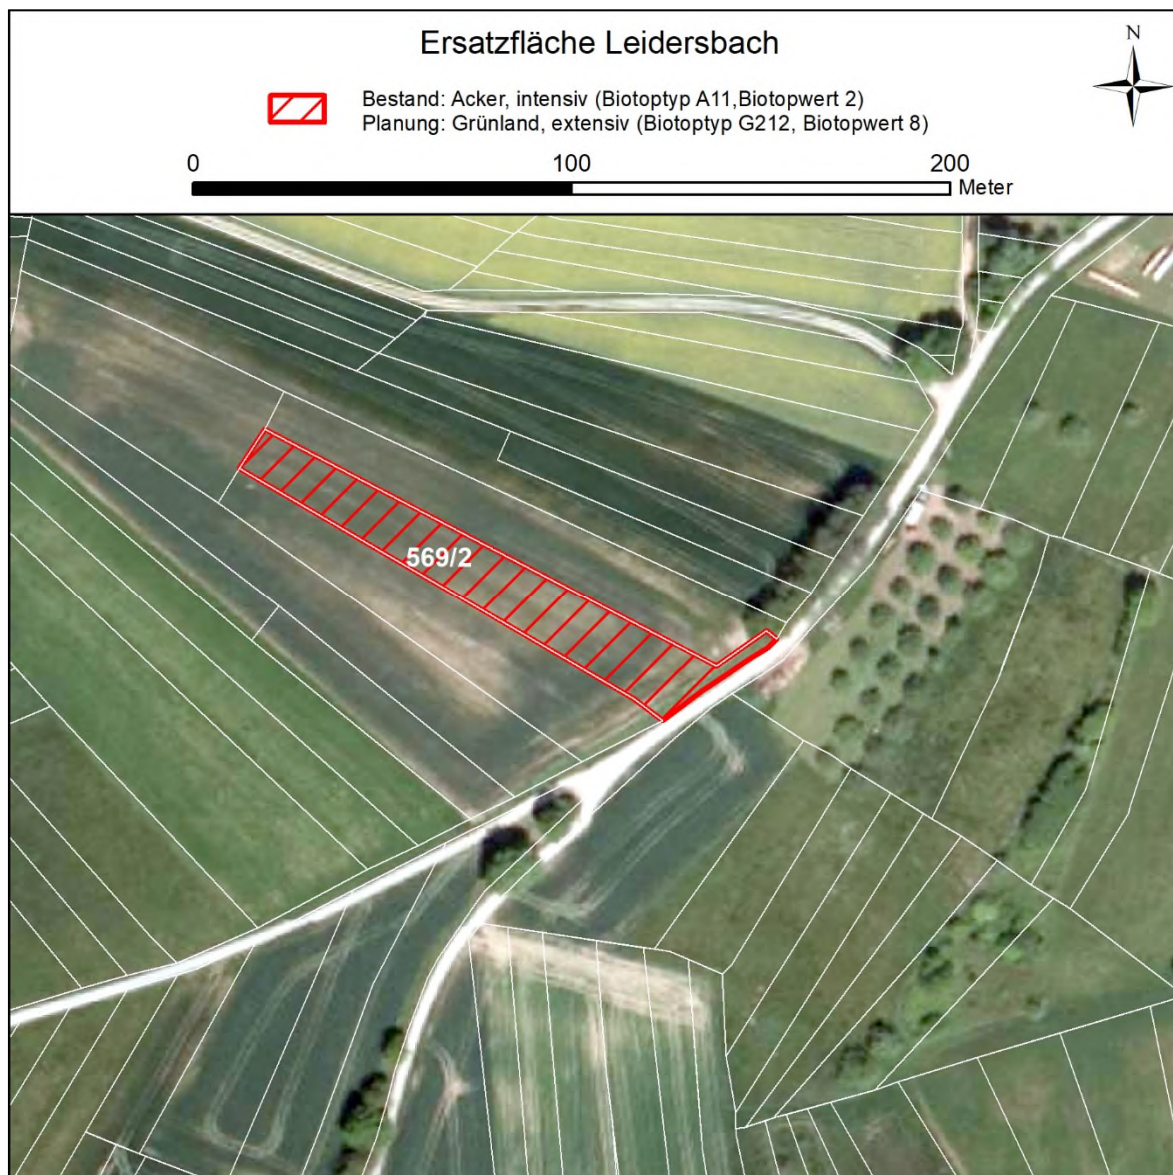 Ersatzfläche Leidersbach
N
Bestand: Acker, intensiv (Biotoptyp A11,Biotopwert 2)
Planung: Grünland, extensiv (Biotoptyp G212, Biotopwert 8)
0 100 200
Meter
569/2